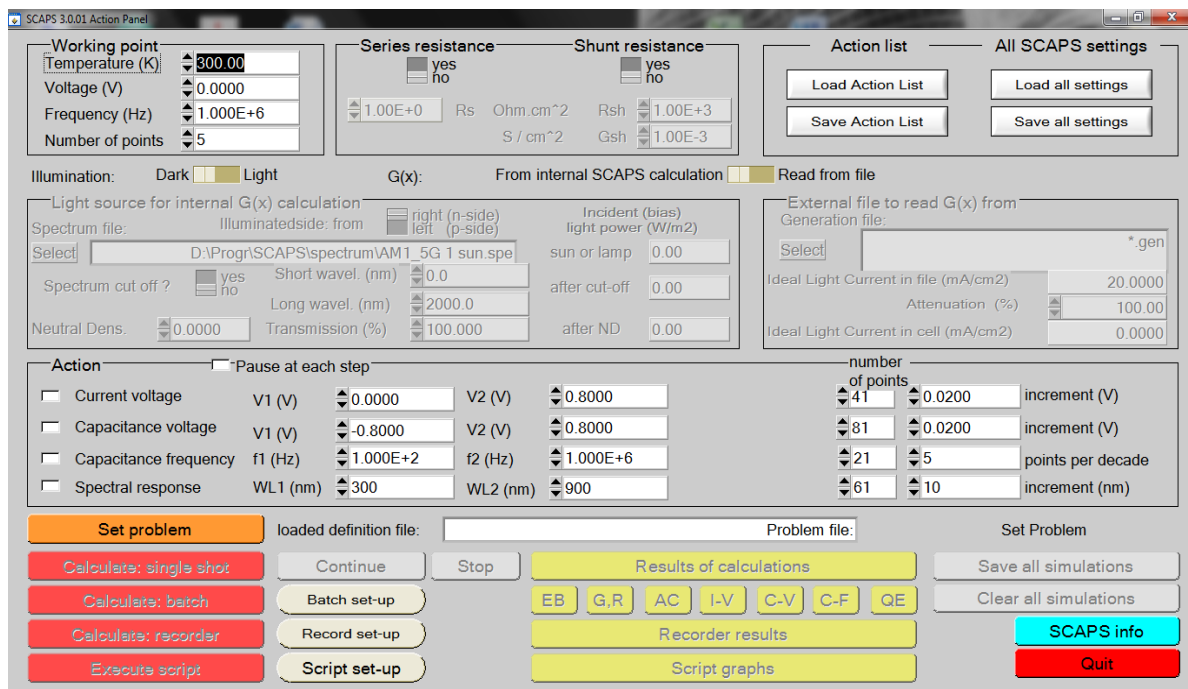 SCAPS 3.0.01 Action Panel
Working point
Temperature (K) 300.00
Voltage (V) 0.0000
Frequency (Hz) 1.000E+6
Number of points 5
Series resistance Shunt resistance
yes yes
no no
1.00E+0 Rs Ohm.cm^2 Rsh 1.00E+3
S / cm^2 Gsh 1.00E-3
Action list All SCAPS settings
Load Action List Load all settings
Save Action List Save all settings
Illumination: Dark Light G(x): From internal SCAPS calculation Read from file
Light source for internal G(x) calculation
Spectrum file: Illuminatedside: from right (n-side)
left (p-side)
Incident (bias)
light power (W/m2)
Select D:\Progr\SCAPS\spectrum\AM1_5G 1 sun.spe sun or lamp 0.00
Spectrum cut off ? yes
no
Short wavel. (nm) 0.0
Long wavel. (nm) 2000.0
after cut-off 0.00
Neutral Dens. 0.0000 Transmission (%) 100.000 after ND 0.00
External file to read G(x) from
Generation file:
Select *.gen
Ideal Light Current in file (mA/cm2) 20.0000
Attenuation (%) 100.00
Ideal Light Current in cell (mA/cm2) 0.0000
Action Pause at each step number
of points
Current voltage V1 (V) 0.0000 V2 (V) 0.8000 41 0.0200 increment (V)
Capacitance voltage V1 (V) -0.8000 V2 (V) 0.8000 81 0.0200 increment (V)
Capacitance frequency f1 (Hz) 1.000E+2 f2 (Hz) 1.000E+6 21 5 points per decade
Spectral response WL1 (nm) 300 WL2 (nm) 900 61 10 increment (nm)
Set problem loaded definition file: Problem file: Set Problem
Calculate: single shot Continue Stop Results of calculations Save all simulations
Calculate: batch Batch set-up EB G,R AC I-V C-V C-F QE Clear all simulations
Calculate: recorder Record set-up Recorder results SCAPS info
Execute script Script set-up Script graphs Quit